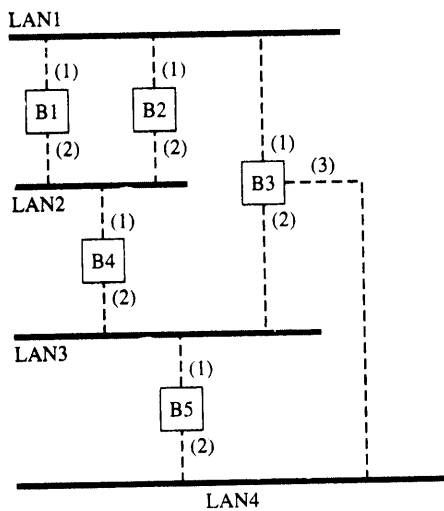 LAN1
(1) (1)
B1 B2
(2) (2) (1)
B3 (3)
LAN2
(1) (2)
B4
(2)
LAN3
(1)
B5
(2)
LAN4